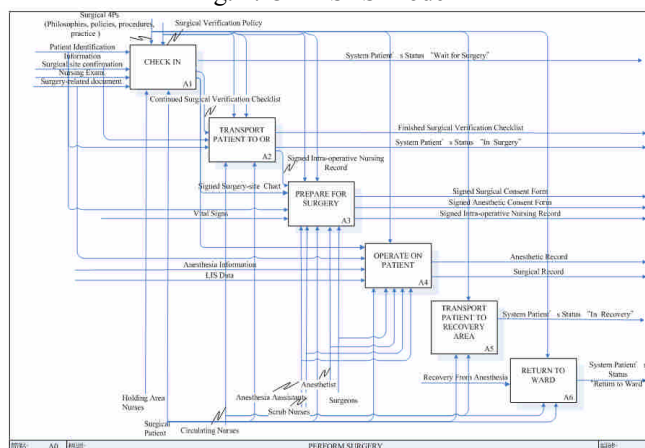 Surgical 4Ps
(Philosophies, policies, procedures,
practice )
Surgical Verification Policy
Patient Identification
Information
Surgical site confirmation
Nursing Exams
Surgery-related document
CHECK IN
A1
System Patient's Status "Wait for Surgery"
Continued Surgical Verification Checklist
TRANSPORT
PATIENT TO OR
A2
Finished Surgical Verification Checklist
System Patient's Status "In Surgery"
Signed Intra-operative Nursing
Record
Signed Surgery-site Chart
PREPARE FOR
SURGERY
A3
Signed Surgical Consent Form
Signed Anesthetic Consent Form
Signed Intra-operative Nursing Record
Vital Signs
OPERATE ON
PATIENT
A4
Anesthetic Record
Surgical Record
Anesthesia Information
LIS Data
TRANSPORT
PATIENT TO
RECOVERY
AREA
A5
System Patient's Status "In Recovery"
RETURN TO
WARD
A6
System Patient's
Status
Return to Ward
Recovery From Anesthesia
Holding Area
Nurses
Surgical
Patient
Circulating Nurses
Anesthesia Assistants
Scrub Nurses
Anesthetist
Surgeons
A0
PERFORM SURGERY